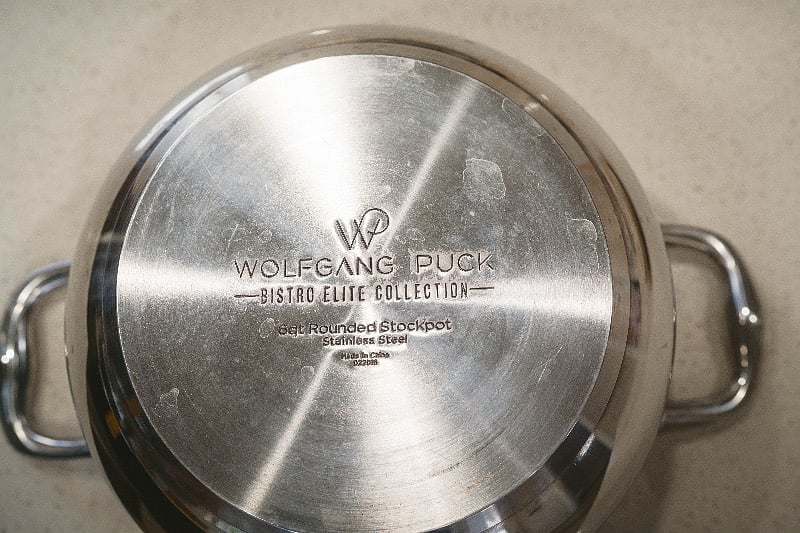 WP
WOLFGANG PUCK
BISTRO ELITE COLLECTION
6qt Rounded Stockpot
Stainless Steel
Made in China